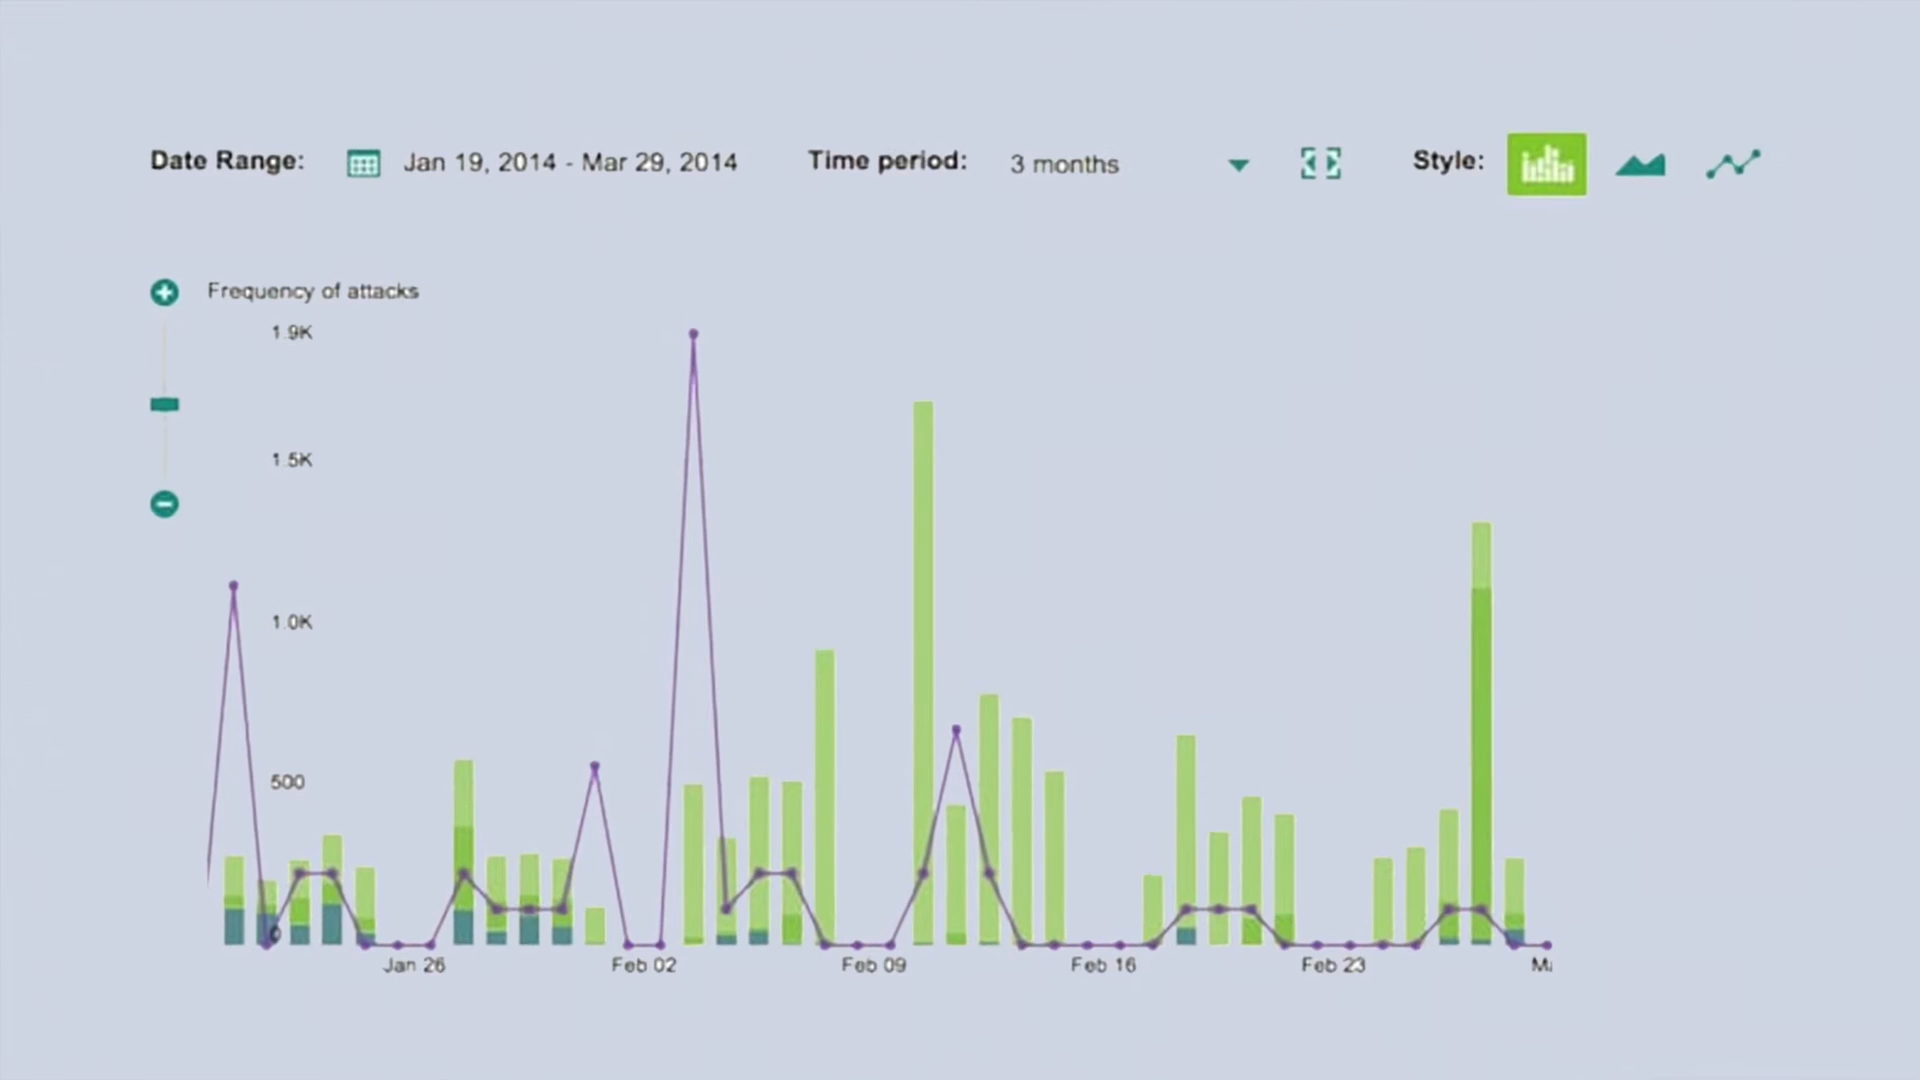 Date Range: Jan 19, 2014 - Mar 29, 2014 Time period: 3 months Style:
Frequency of attacks
1.9K
1.5K
1.0K
500
0
Jan 26 Feb 02 Feb 09 Feb 16 Feb 23